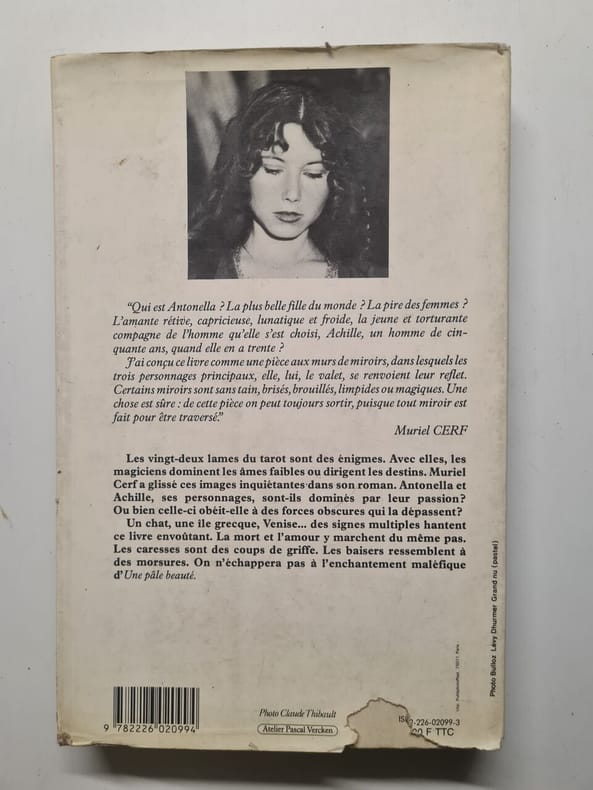 “Qui est Antonella ? La plus belle fille du monde ? La pire des femmes ?
L'amante rétive, capricieuse, lunatique et froide, la jeune et torturante
compagne de l'homme qu'elle s'est choisi, Achille, un homme de cin-
quante ans, quand elle en a trente ?
J'ai conçu ce livre comme une pièce aux murs de miroirs, dans lesquels les
trois personnages principaux, elle, lui, le valet, se renvoient leur reflet.
Certains miroirs sont sans tain, brisés, brouillés, limpides ou magiques. Une
chose est sûre : de cette pièce on peut toujours sortir, puisque tout miroir est
fait pour être traversé.”
Muriel CERF
Les vingt-deux lames du tarot sont des énigmes. Avec elles, les
magiciens dominent les âmes faibles ou dirigent les destins. Muriel
Cerf a glissé ces images inquiétantes dans son roman. Antonella et
Achille, ses personnages, sont-ils dominés par leur passion?
Ou bien celle-ci obéit-elle à des forces obscures qui la dépassent?
Un chat, une île grecque, Venise... des signes multiples hantent
ce livre envoûtant. La mort et l'amour y marchent du même pas.
Les caresses sont des coups de griffe. Les baisers ressemblent à
des morsures. On n'échappera pas à l'enchantement maléfique
d'Une pâle beauté.
Photo Bulloz Lévy Dhurmer Grand nu (pastel)
9 782226 020994
Photo Claude Thibault
Atelier Pascal Vercken
2-226-02099-3
F TTC